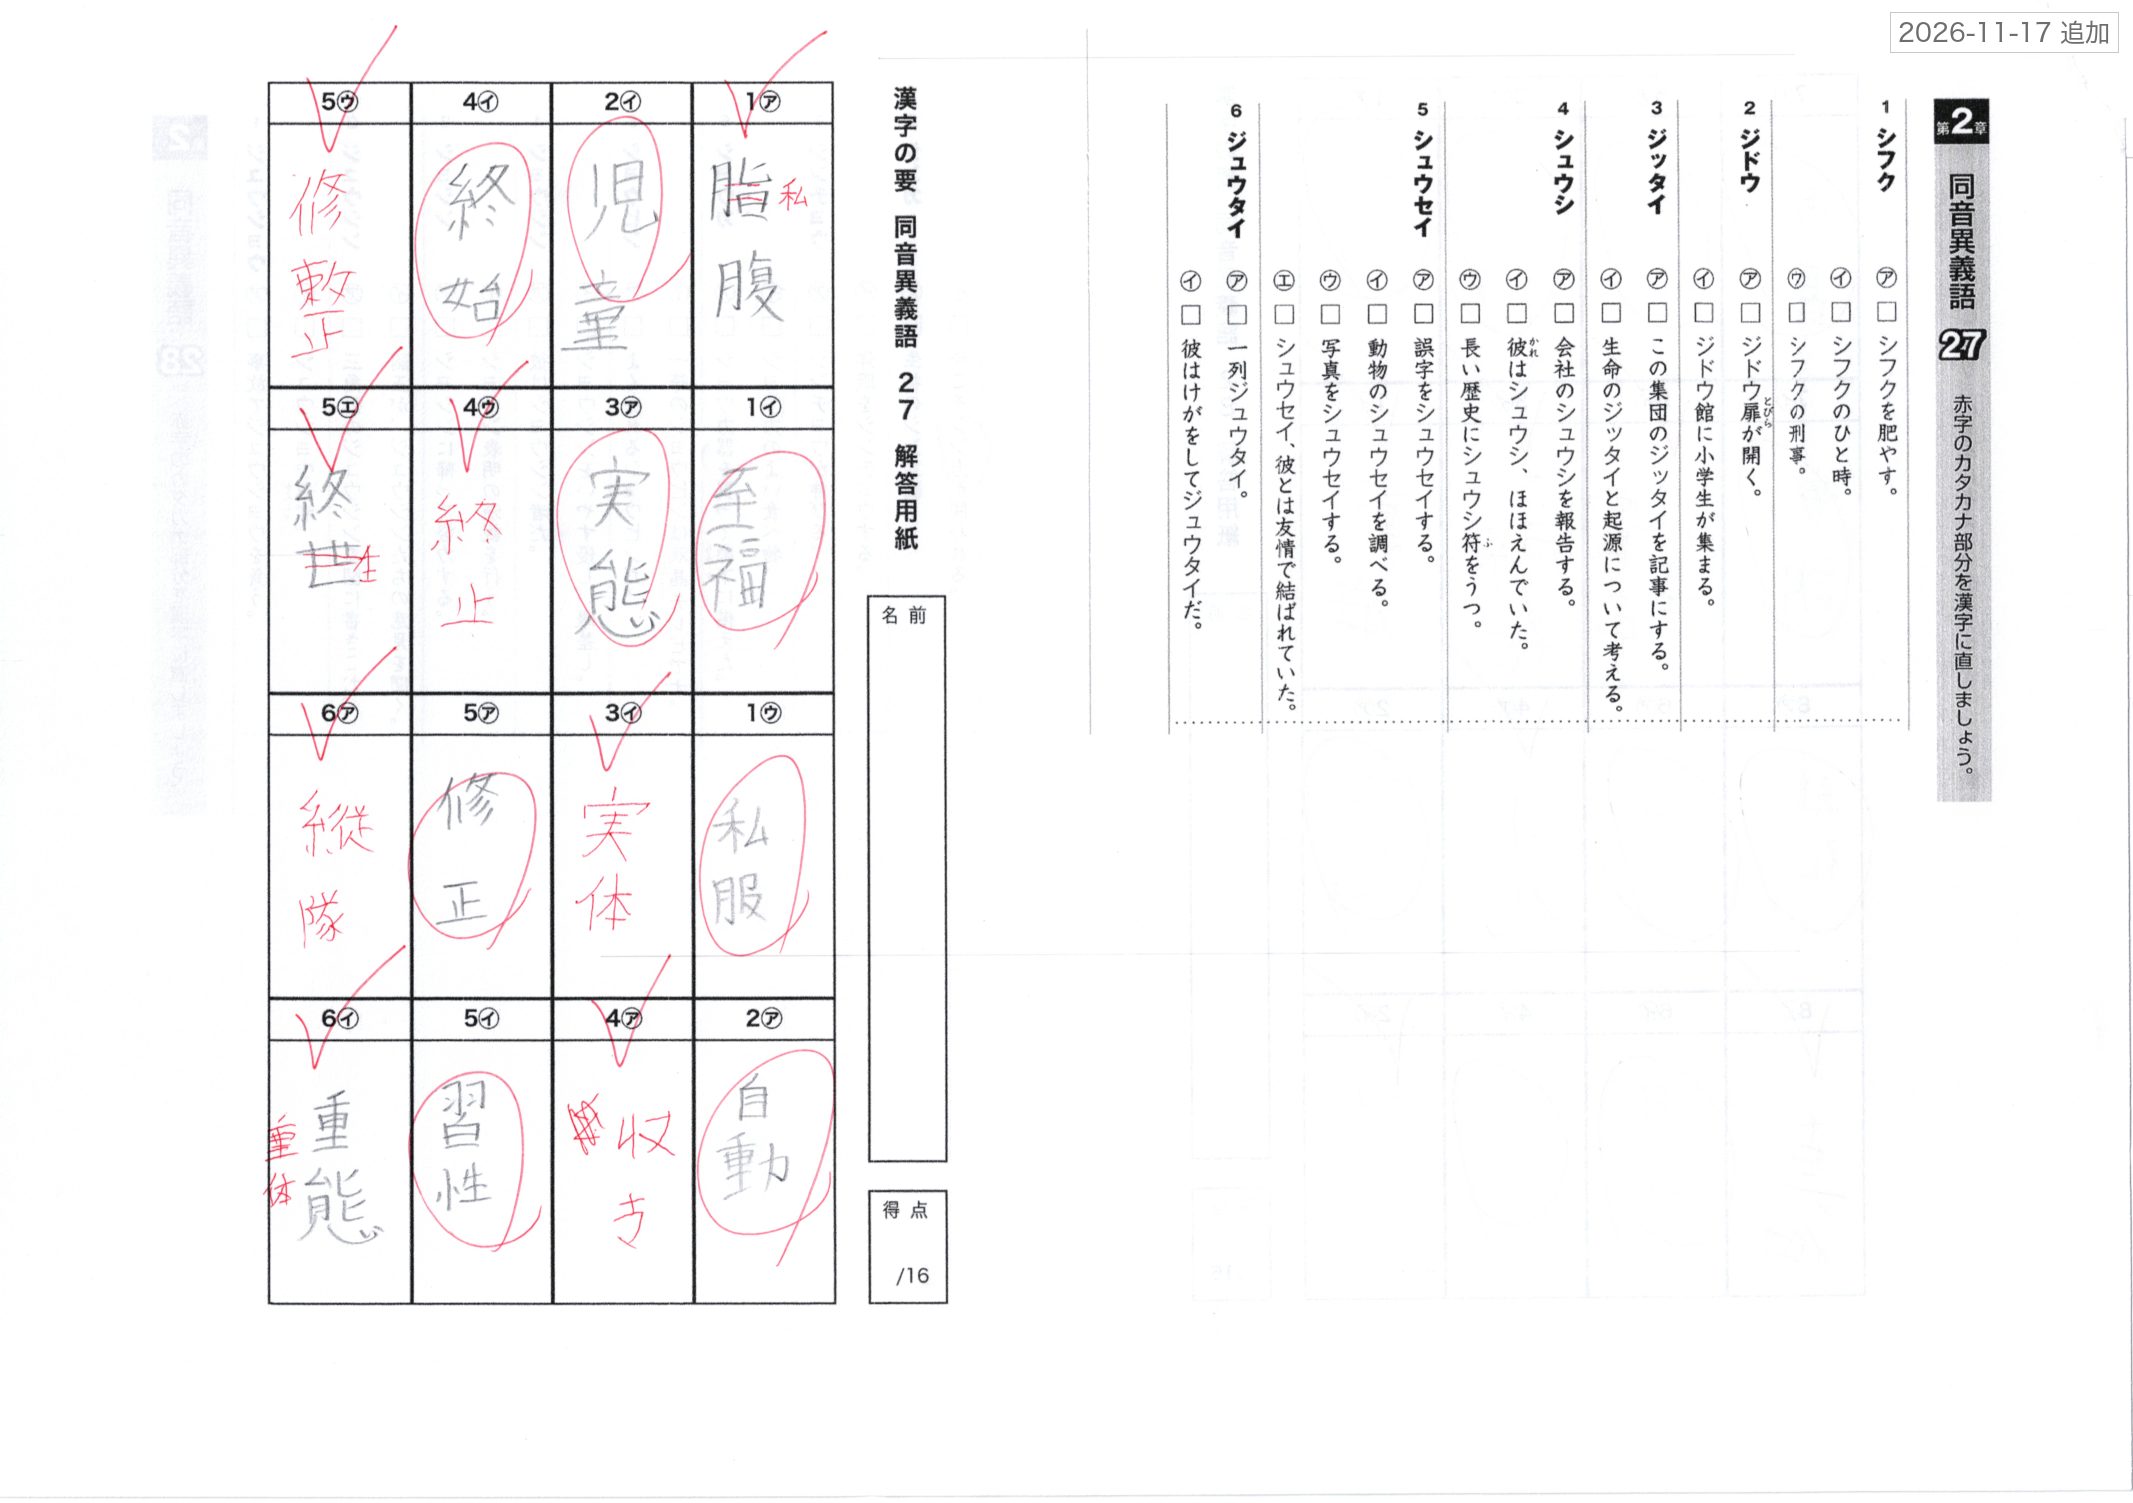 2026-11-17 追加
第2章 同音異義語 27 赤字のカタカナ部分を漢字に直しましょう。
1 シフク
㋐ □ シフクを肥やす。
㋑ □ シフクのひと時。
㋒ □ シフクの刑事。
2 ジドウ
㋐ □ ジドウ扉が開く。
とびら
㋑ □ ジドウ館に小学生が集まる。
3 ジッタイ
㋐ □ この集団のジッタイを記事にする。
㋑ □ 生命のジッタイと起源について考える。
4 シュウシ
㋐ □ 会社のシュウシを報告する。
㋑ □ 彼はシュウシ、ほほえんでいた。
かれ
㋒ □ 長い歴史にシュウシ符をうつ。
ふ
5 シュウセイ
㋐ □ 誤字をシュウセイする。
㋑ □ 動物のシュウセイを調べる。
㋒ □ 写真をシュウセイする。
㋓ □ シュウセイ、彼とは友情で結ばれていた。
6 ジュウタイ
㋐ □ 一列ジュウタイ。
㋑ □ 彼はけがをしてジュウタイだ。
漢字の要 同音異義語 27 解答用紙
名前
得点
/16
1㋐
脂腹
私
1㋑
至福
1㋒
私服
2㋐
自動
2㋑
児童
3㋐
実態
3㋑
実体
4㋐
収支
4㋑
終始
4㋒
終止
5㋐
修正
5㋑
習性
5㋒
修整
5㋓
終世
生
6㋐
縦隊
6㋑
重態
重体